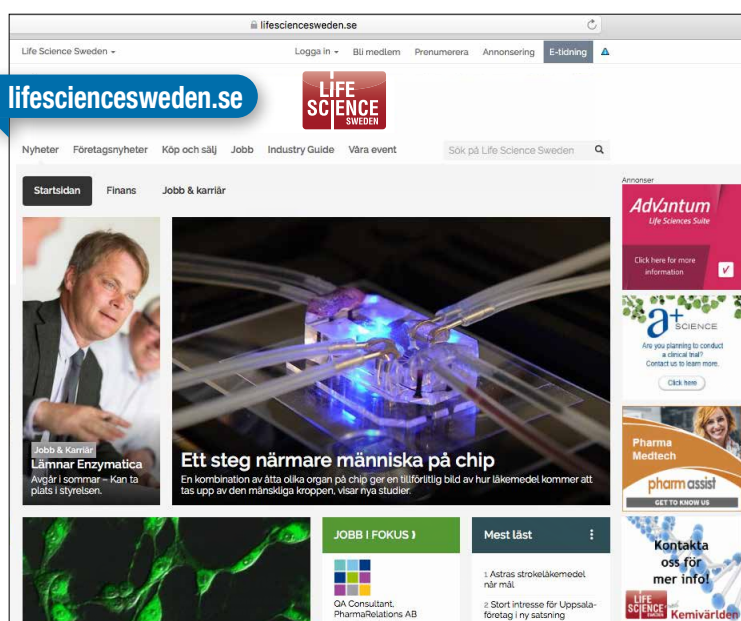 lifesciencesweden.se
Life Science Sweden
Logga in
Bli medlem
Prenumerera
Annonsering
E-tidning
lifesciencesweden.se
LIFE
SCIENCE
SWEDEN
Nyheter
Företagsnyheter
Köp och sälj
Jobb
Industry Guide
Våra event
Sök på Life Science Sweden
Startsidan
Finans
Jobb & karriär
Jobb & Karriär
Lämnar Enzymatica
Avgår i sommar – Kan ta
plats i styrelsen.
Ett steg närmare människa på chip
En kombination av åtta olika organ på chip ger en tillförlitlig bild av hur läkemedel kommer att
tas upp av den mänskliga kroppen, visar nya studier.
JOBB I FOKUS
QA Consultant,
PharmaRelations AB
Mest läst
1 Astras strokeläkemedel
når mål
2 Stort intresse för Uppsala-
företag i ny satsning
Annonser
Advantum
Life Sciences Suite
Click here for more
information
a+
SCIENCE
Are you planning to conduct
a clinical trial?
Contact us to learn more.
Click here
Pharma
Medtech
pharm assist
GET TO KNOW US
Kontakta
oss för
mer info!
LIFE
SCIENCE
SWEDEN
med
Kemivärlden